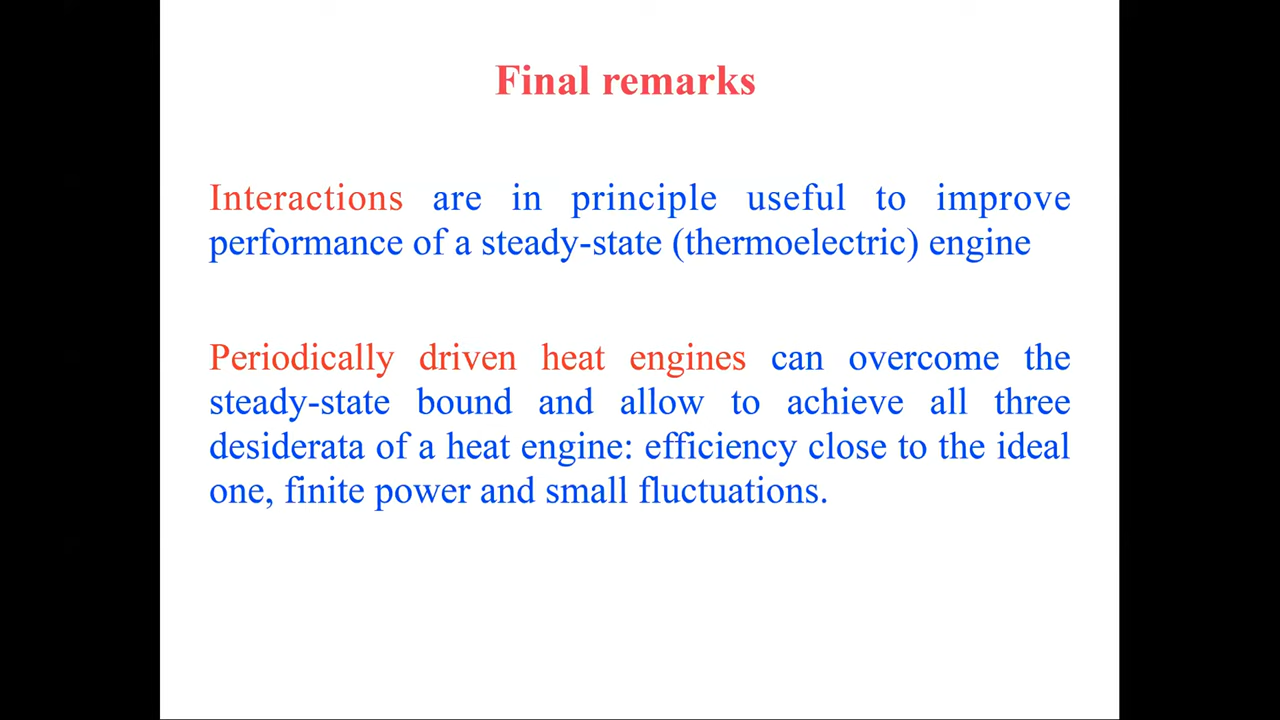 Final remarks
Interactions are in principle useful to improve
performance of a steady-state (thermoelectric) engine
Periodically driven heat engines can overcome the
steady-state bound and allow to achieve all three
desiderata of a heat engine: efficiency close to the ideal
one, finite power and small fluctuations.